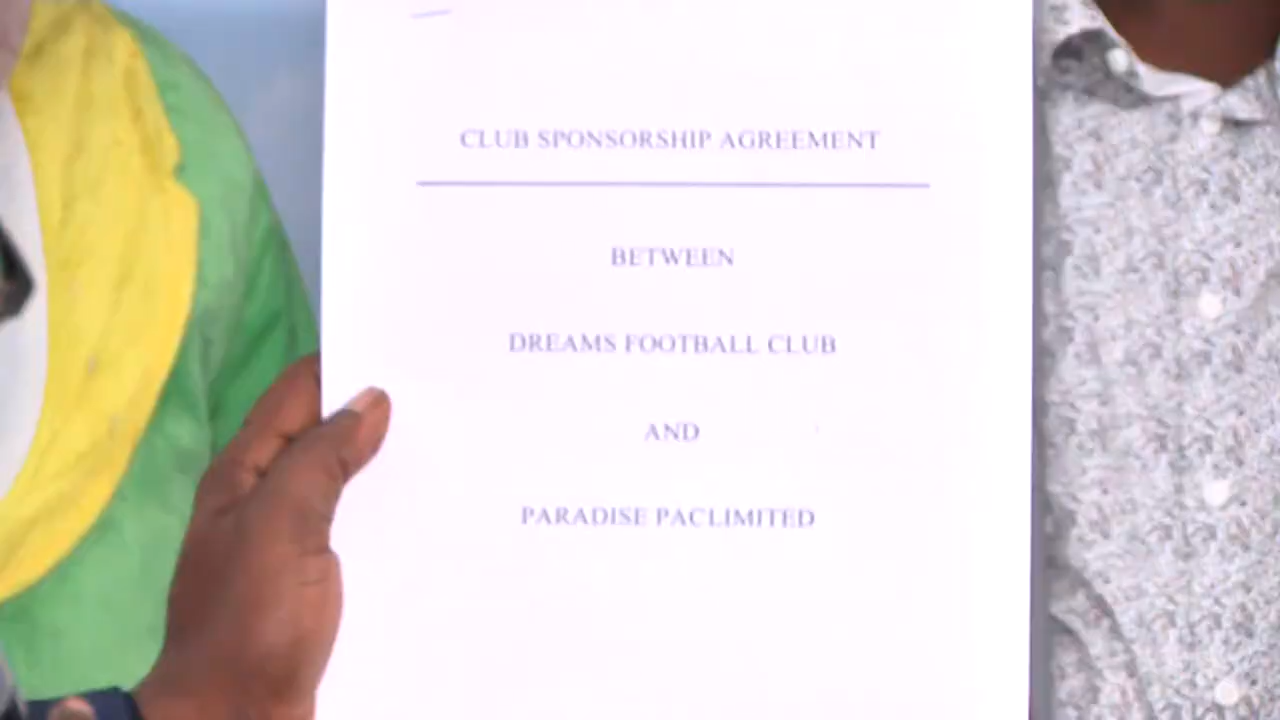 CLUB SPONSORSHIP AGREEMENT
BETWEEN
DREAMS FOOTBALL CLUB
AND
PARADISE PACLIMITED